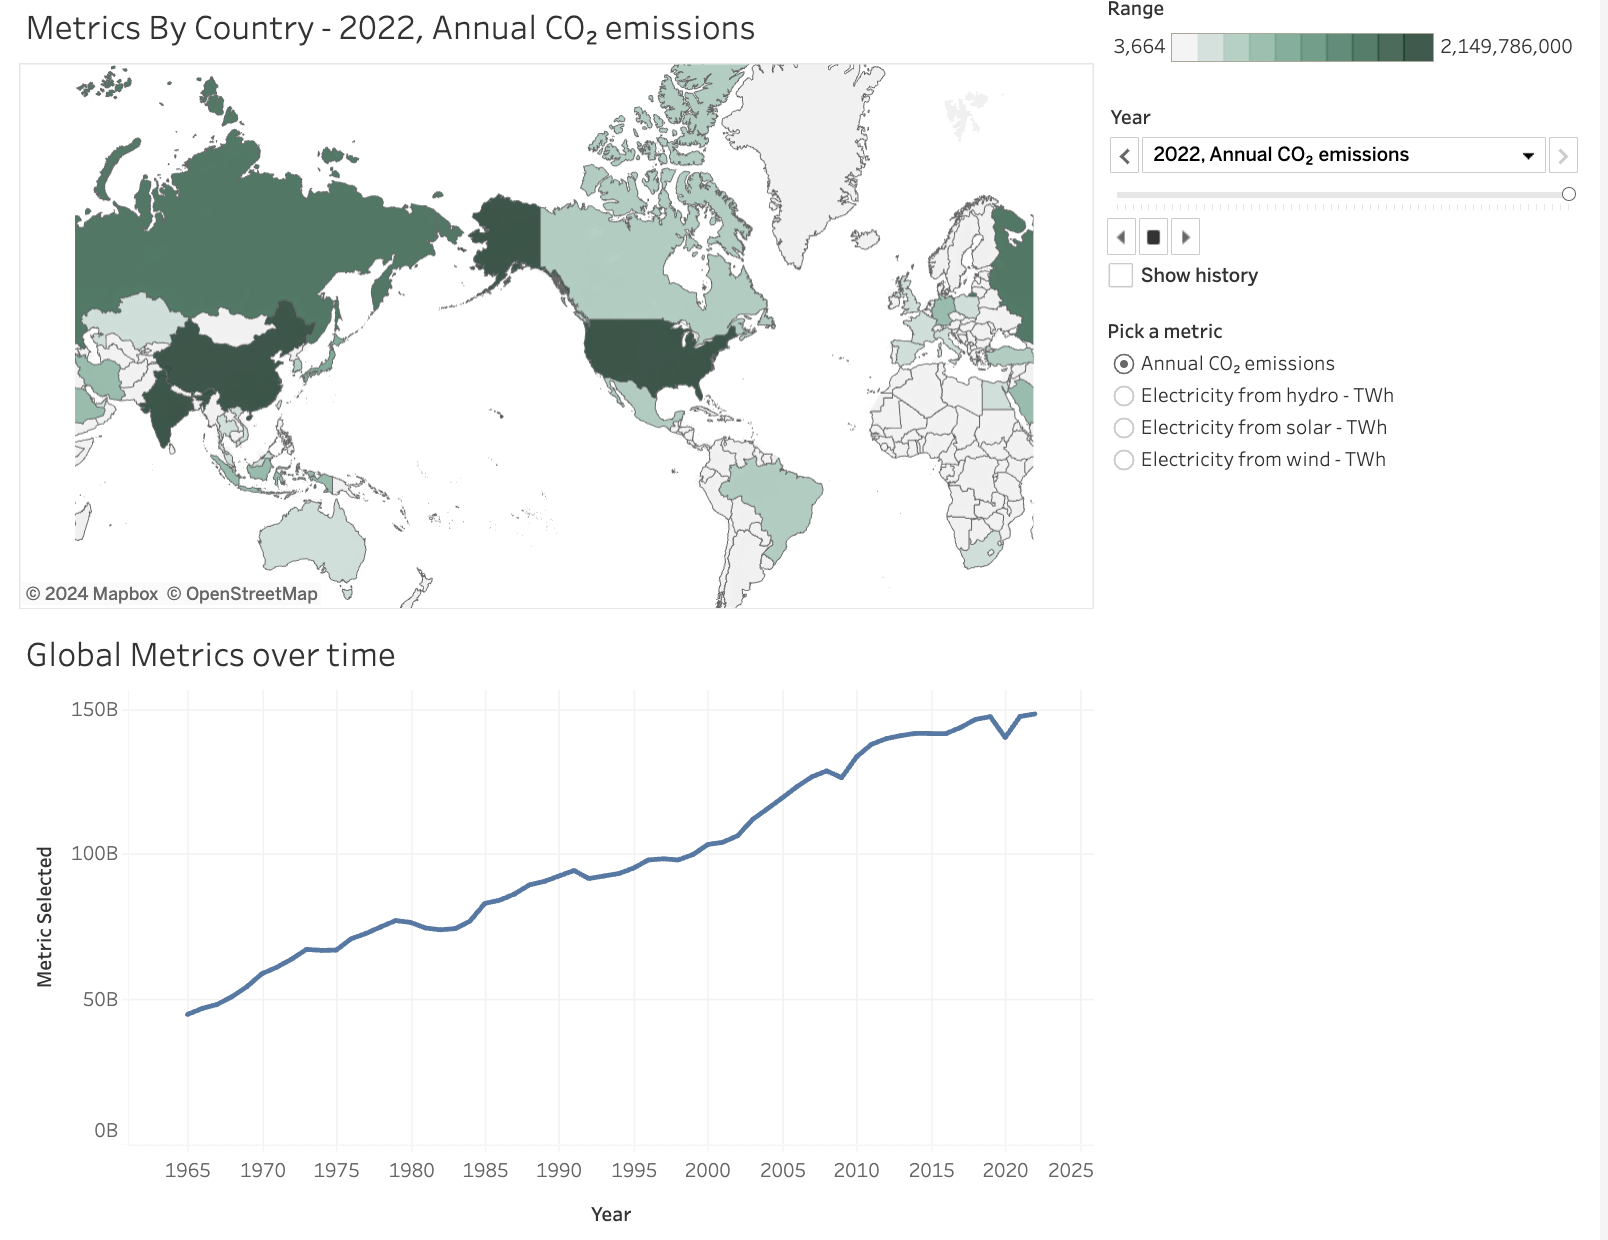 Metrics By Country - 2022, Annual CO₂ emissions
© 2024 Mapbox © OpenStreetMap
Range
3,664 2,149,786,000
Year
2022, Annual CO₂ emissions
Show history
Pick a metric
Annual CO₂ emissions
Electricity from hydro - TWh
Electricity from solar - TWh
Electricity from wind - TWh
Global Metrics over time
150B
100B
50B
0B
Metric Selected
1965 1970 1975 1980 1985 1990 1995 2000 2005 2010 2015 2020 2025
Year